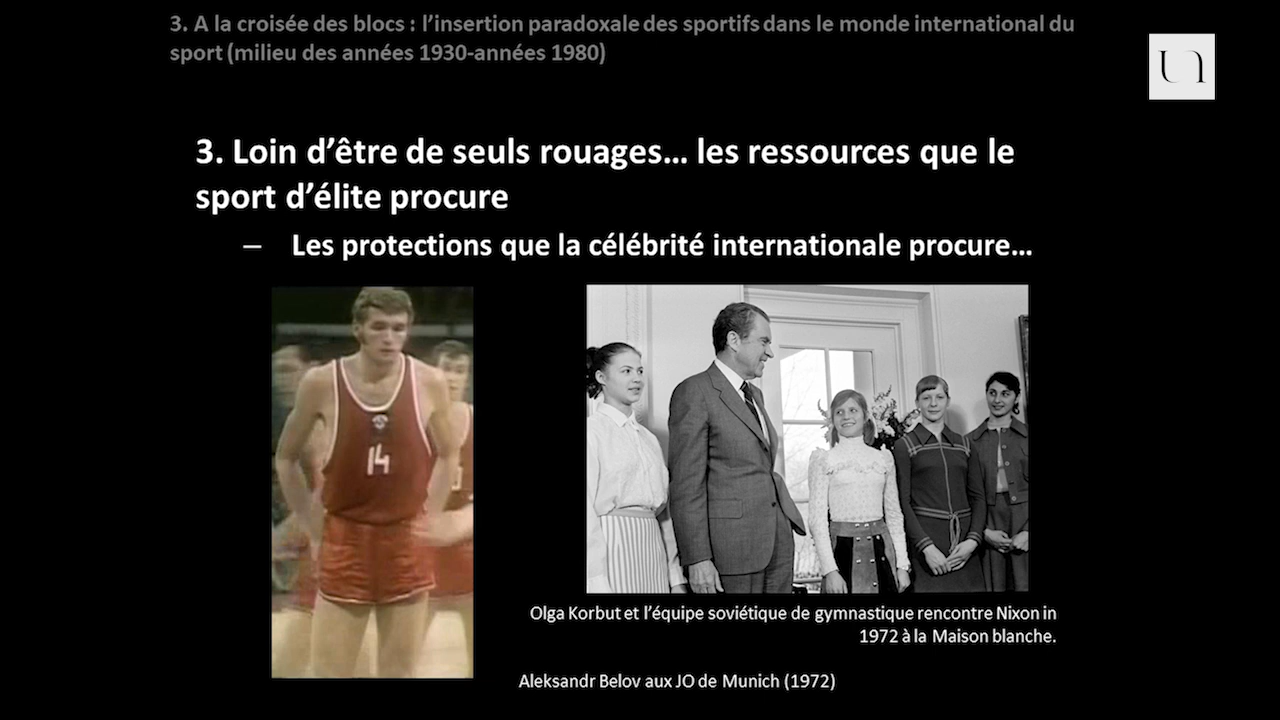 3. A la croisée des blocs : l’insertion paradoxale des sportifs dans le monde international du
sport (milieu des années 1930-années 1980)
3. Loin d’être de seuls rouages… les ressources que le
sport d’élite procure
– Les protections que la célébrité internationale procure…
14
Olga Korbut et l’équipe soviétique de gymnastique rencontre Nixon in
1972 à la Maison blanche.
Aleksandr Belov aux JO de Munich (1972)